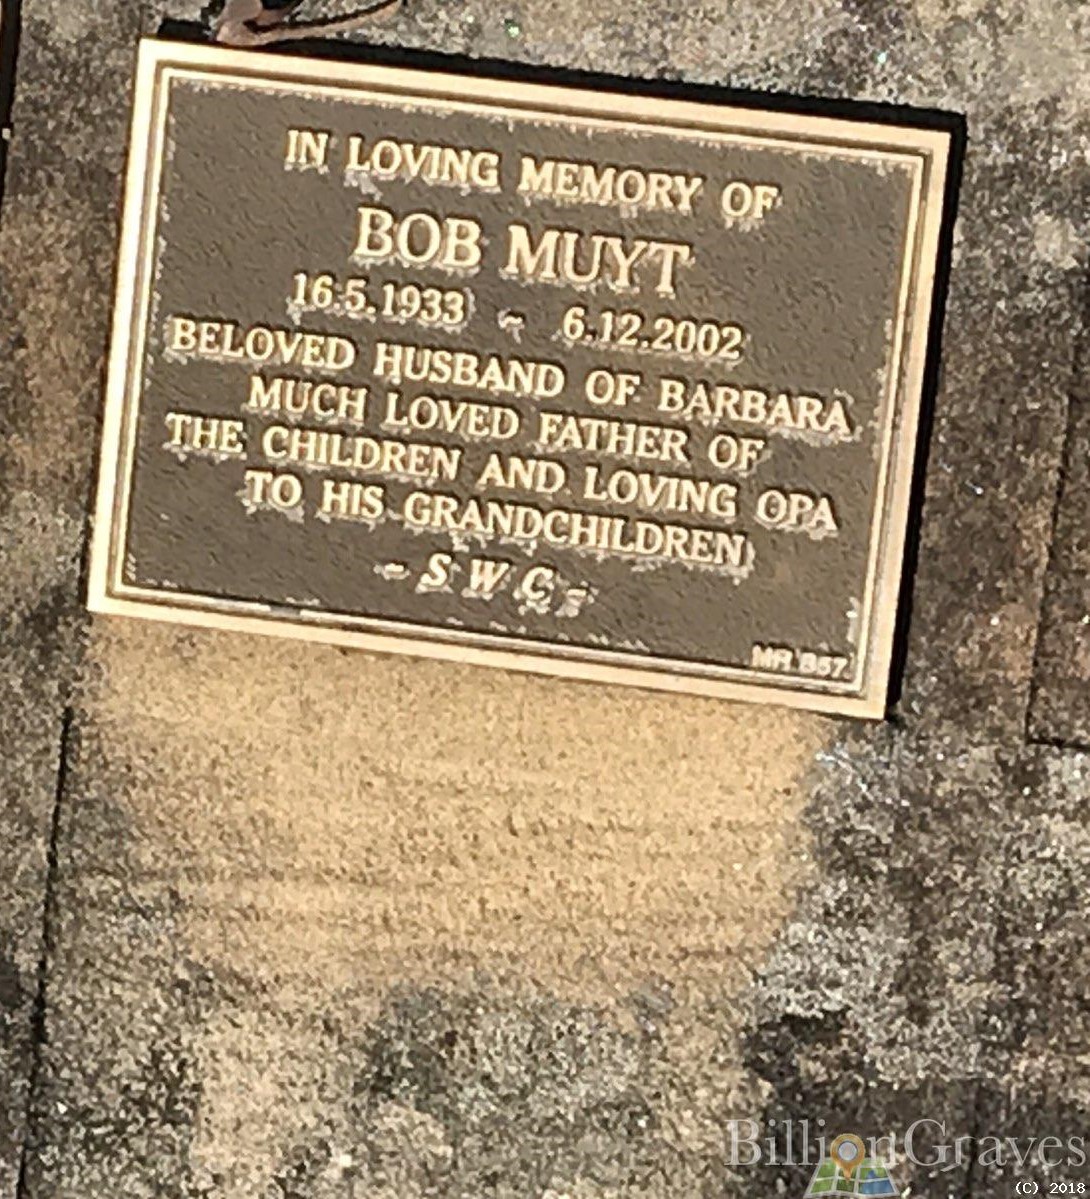 IN LOVING MEMORY OF
BOB MUYT
16.5.1933 ~ 6.12.2002
BELOVED HUSBAND OF BARBARA
MUCH LOVED FATHER OF
THE CHILDREN AND LOVING OPA
TO HIS GRANDCHILDREN
~ S W C ~
MR 857
BillionGraves
(C) 2018